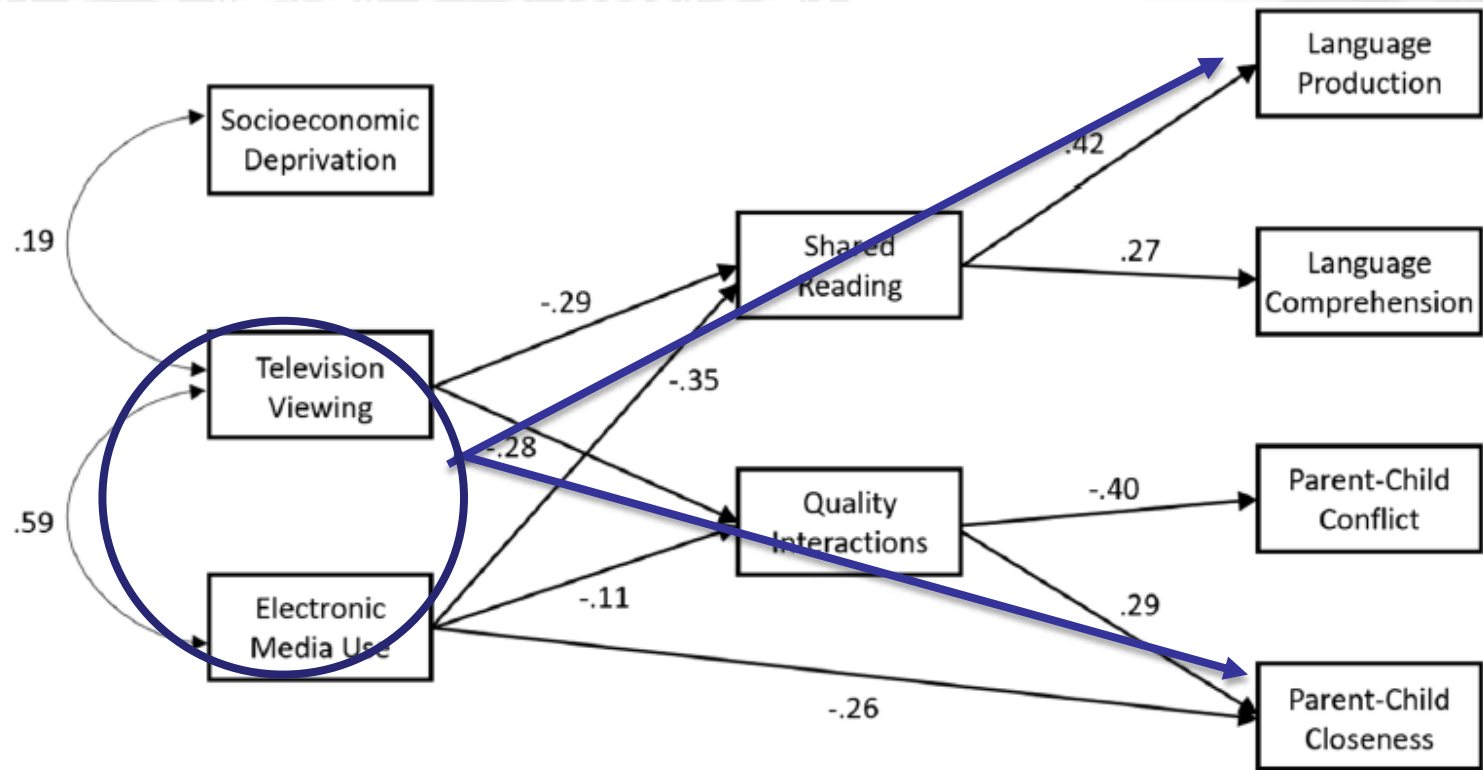 Language
Production
Socioeconomic
Deprivation
.42
.19
Shared
Reading
.27
Language
Comprehension
-.29
Television
Viewing
-.35
-.28
Quality
Interactions
-.40
Parent-Child
Conflict
.59
Electronic
Media Use
-.11
.29
-.26
Parent-Child
Closeness